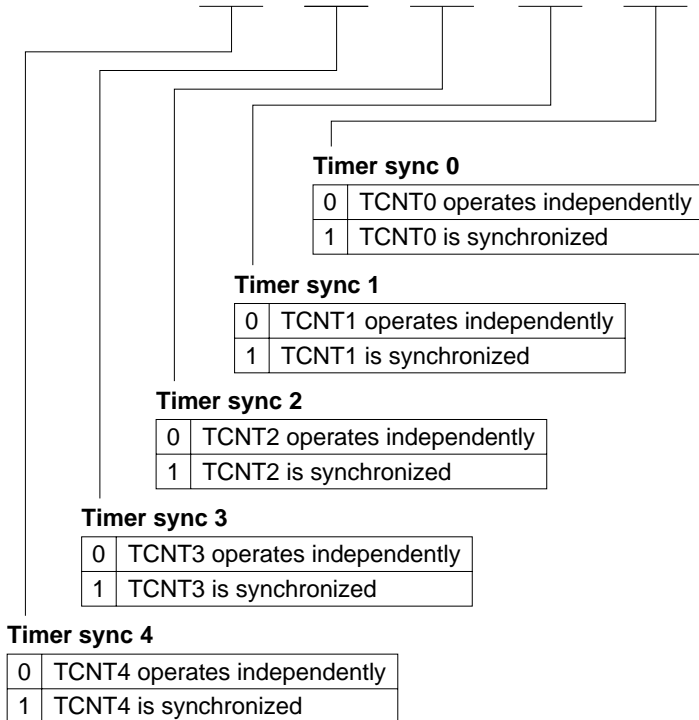 Timer sync 0
0 TCNT0 operates independently
1 TCNT0 is synchronized
Timer sync 1
0 TCNT1 operates independently
1 TCNT1 is synchronized
Timer sync 2
0 TCNT2 operates independently
1 TCNT2 is synchronized
Timer sync 3
0 TCNT3 operates independently
1 TCNT3 is synchronized
Timer sync 4
0 TCNT4 operates independently
1 TCNT4 is synchronized